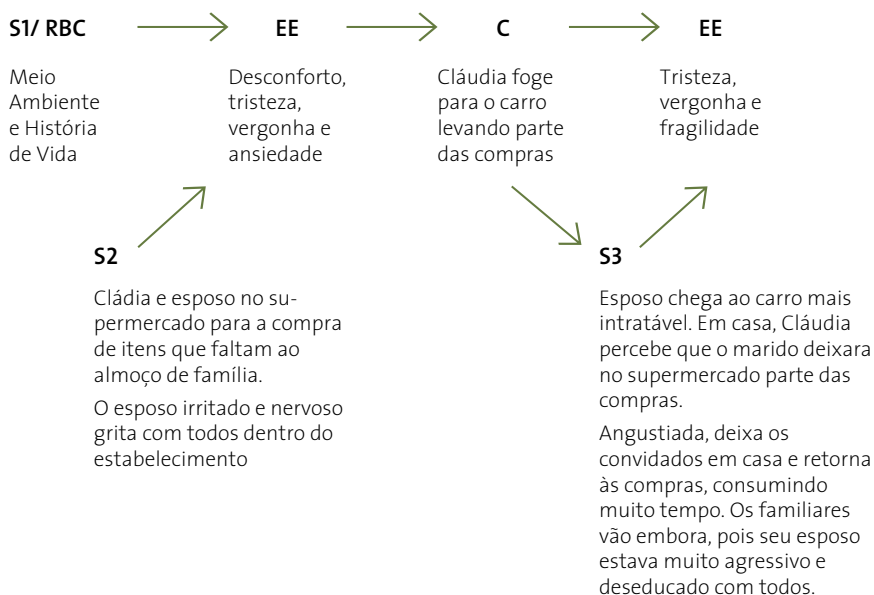 S1/ RBC
EE
C
EE
Meio
Ambiente
e História
de Vida
Desconforto,
tristeza,
vergonha e
ansiedade
Cláudia foge
para o carro
levando parte
das compras
Tristeza,
vergonha e
fragilidade
S2
Cládia e esposo no su-
permercado para a compra
de itens que faltam ao
almoço de família.
O esposo irritado e nervoso
grita com todos dentro do
estabelecimento
S3
Esposo chega ao carro mais
intratável. Em casa, Cláudia
percebe que o marido deixara
no supermercado parte das
compras.
Angustiada, deixa os
convidados em casa e retorna
às compras, consumindo
muito tempo. Os familiares
vão embora, pois seu esposo
estava muito agressivo e
deseducado com todos.